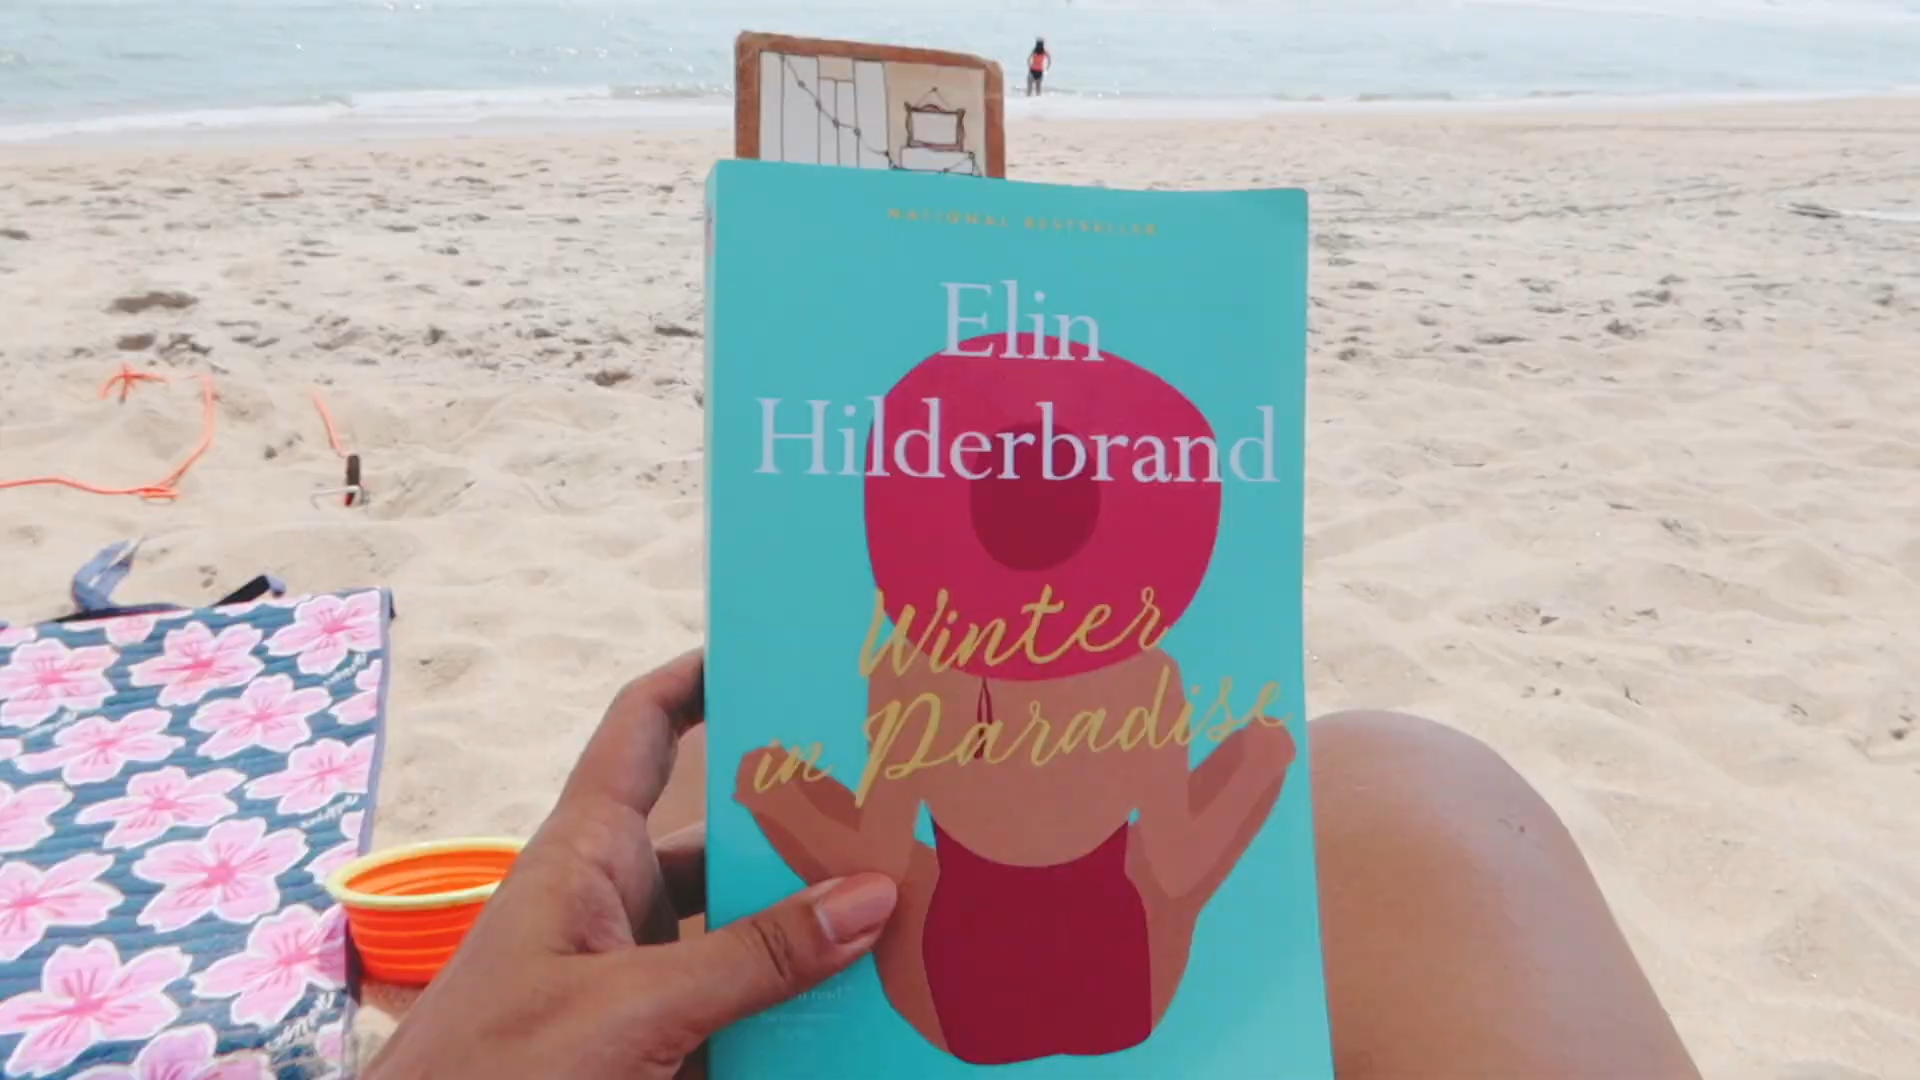 NATIONAL BESTSELLER
Elin
Hilderbrand
Winter
in Paradise